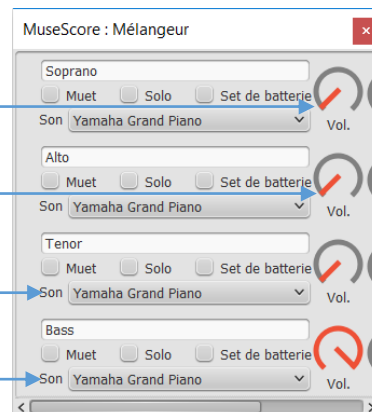 MuseScore : Mélangeur
Soprano
Muet Solo Set de batterie
Son Yamaha Grand Piano Vol.
Alto
Muet Solo Set de batterie
Son Yamaha Grand Piano Vol.
Tenor
Muet Solo Set de batterie
Son Yamaha Grand Piano Vol.
Bass
Muet Solo Set de batterie
Son Yamaha Grand Piano Vol.